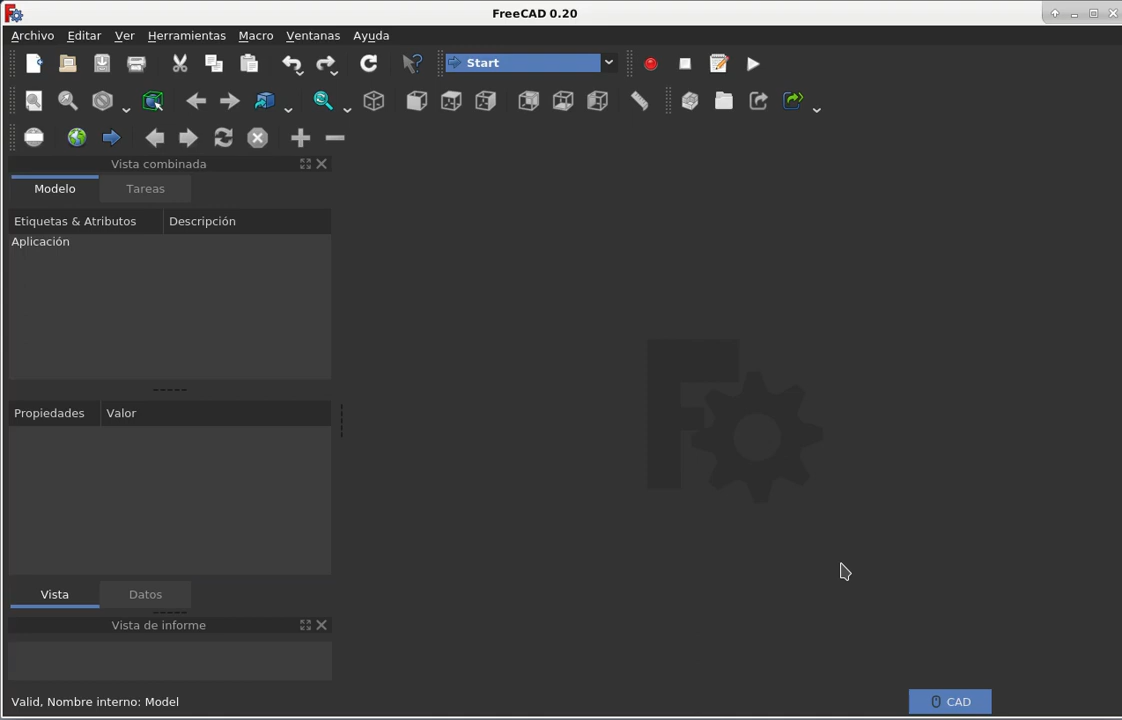 FreeCAD 0.20
Archivo Editar Ver Herramientas Macro Ventanas Ayuda
Start
Vista combinada
Modelo Tareas
Etiquetas & Atributos Descripción
Aplicación
Propiedades Valor
Vista Datos
Vista de informe
Valid, Nombre interno: Model CAD